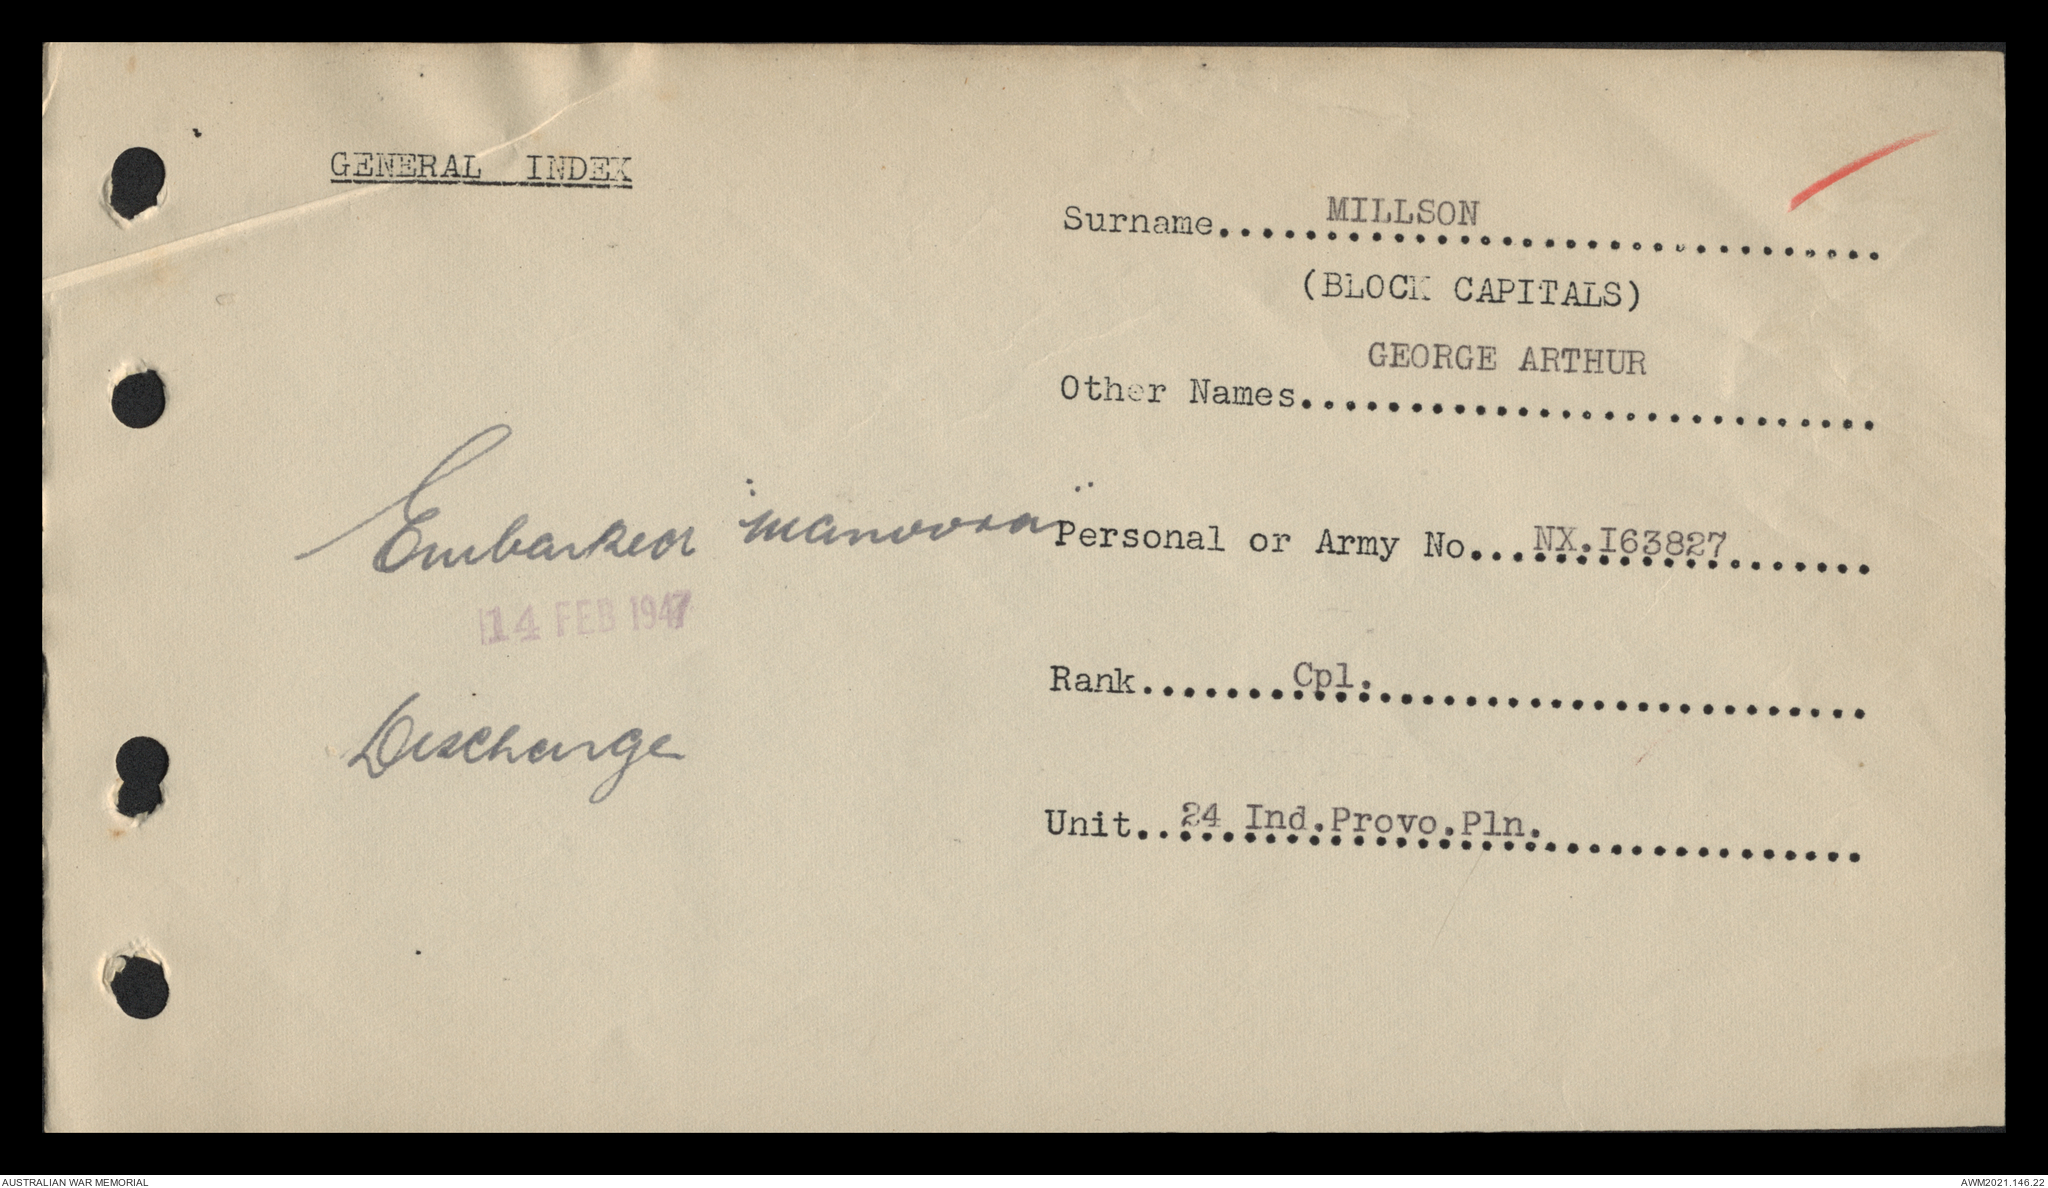 GENERAL INDEX
Surname.....MILLSON.....
(BLOCK CAPITALS)
GEORGE ARTHUR
Other Names..........
Embarked "Manoora"
Personal or Army No...NX.I63827.....
14 FEB 1947
Rank.....Cpl.....
Discharge
Unit..24 Ind.Provo.Pln.....
AUSTRALIAN WAR MEMORIAL
AWM2021.146.22